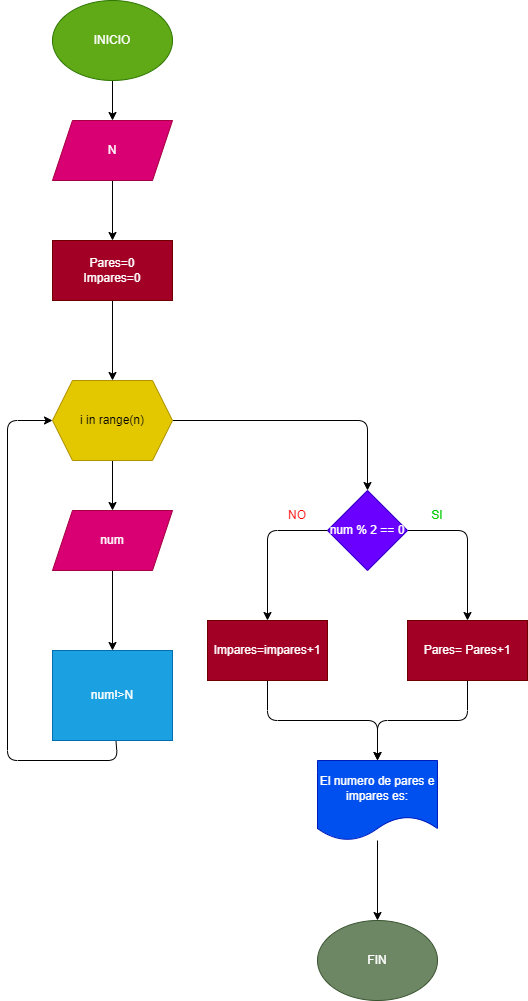 INICIO
N
Pares=0
Impares=0
i in range(n)
num
num!>N
NO
SI
num % 2 == 0
Impares=impares+1
Pares= Pares+1
El numero de pares e
impares es:
FIN